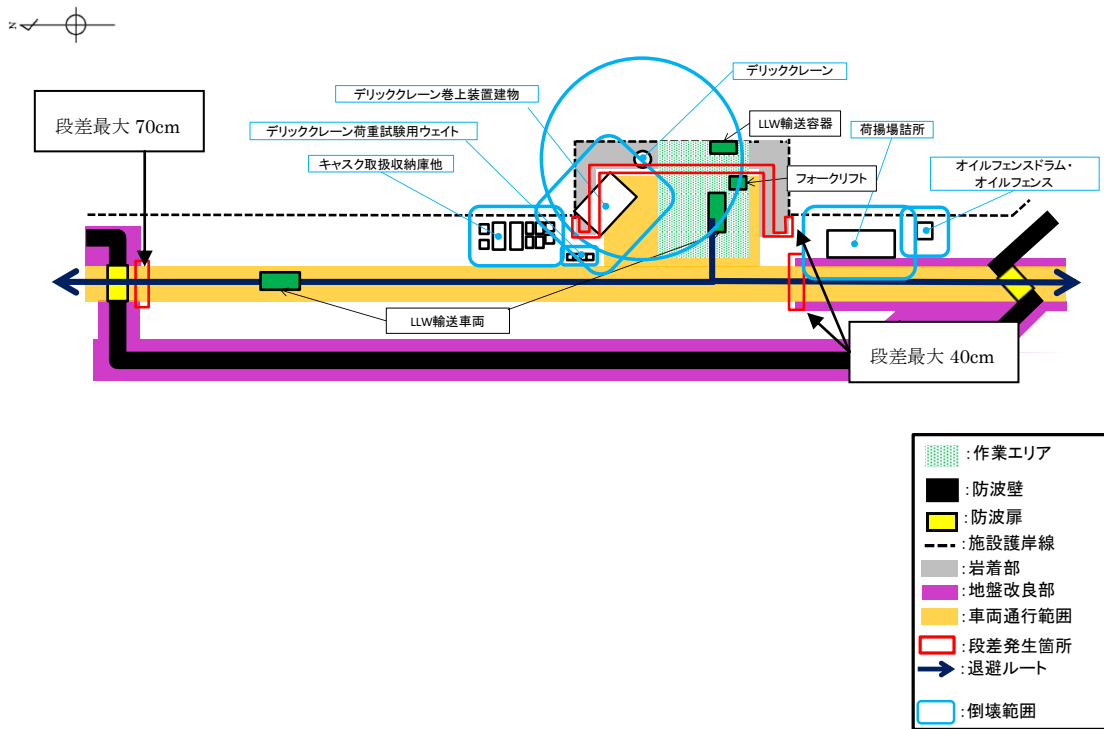 N
デリッククレーン
デリッククレーン巻上装置建物
段差最大 70cm
LLW輸送容器
荷揚場詰所
デリッククレーン荷重試験用ウェイト
キャスク取扱収納庫他
フォークリフト
オイルフェンスドラム・
オイルフェンス
LLW輸送車両
段差最大 40cm
:作業エリア
:防波壁
:防波扉
:施設護岸線
:岩着部
:地盤改良部
:車両通行範囲
:段差発生箇所
:退避ルート
:倒壊範囲